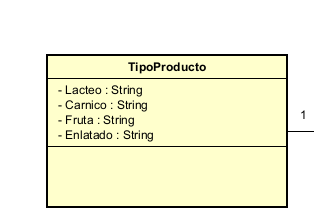 TipoProducto
- Lacteo : String
1
- Carnico : String
- Fruta : String
- Enlatado : String